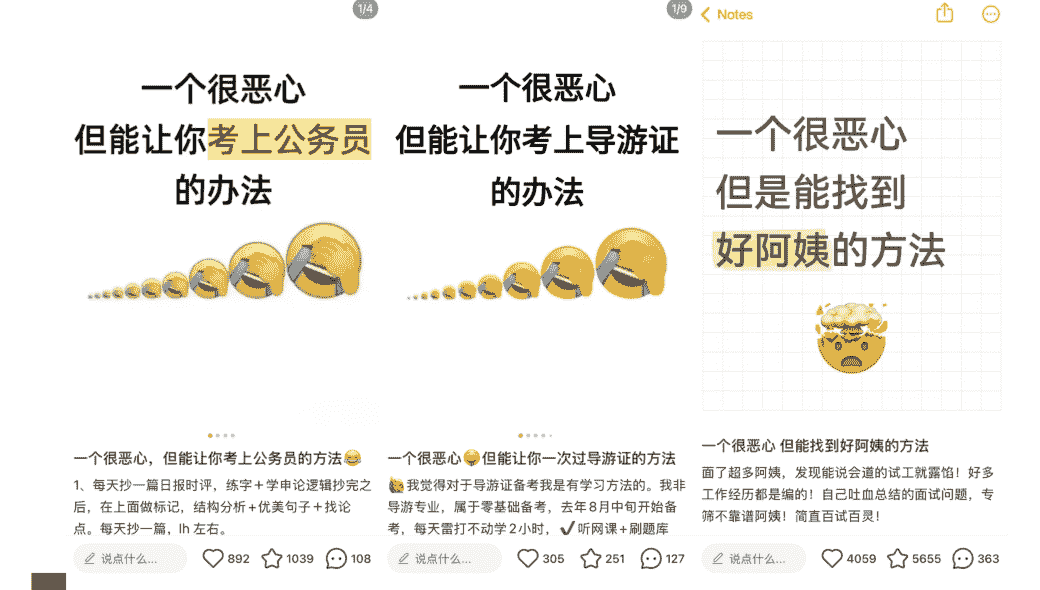 1/4
一个很恶心
但能让你考上公务员
的办法
一个很恶心，但能让你考上公务员的方法😂
1、每天抄一篇日报时评，练字＋学申论逻辑抄完之
后，在上面做标记，结构分析+优美句子＋找论
点。每天抄一篇，lh 左右。
说点什么...
892
1039
108
1/9
一个很恶心
但能让你考上导游证
的办法
一个很恶心🤮但能让你一次过导游证的方法
🙋我觉得对于导游证备考我是有学习方法的。我非
导游专业，属于零基础备考，去年8月中旬开始备
考，每天雷打不动学2小时，✔听网课+刷题库
说点什么...
305
251
127
Notes
一个很恶心
但是能找到
好阿姨的方法
一个很恶心 但能找到好阿姨的方法
面了超多阿姨，发现能说会道的试工就露馅！好多
工作经历都是编的！自己吐血总结的面试问题，专
筛不靠谱阿姨！简直百试百灵！
说点什么...
4059
5655
363